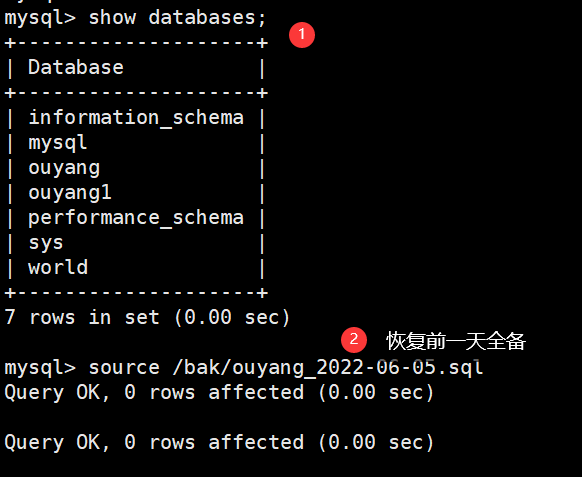 mysql> show databases;
+--------------------+
1
| Database           |
+--------------------+
| information_schema |
| mysql              |
| ouyang             |
| ouyang1            |
| performance_schema |
| sys                |
| world              |
+--------------------+
7 rows in set (0.00 sec)
2 恢复前一天全备
mysql> source /bak/ouyang_2022-06-05.sql
Query OK, 0 rows affected (0.00 sec)
Query OK, 0 rows affected (0.00 sec)